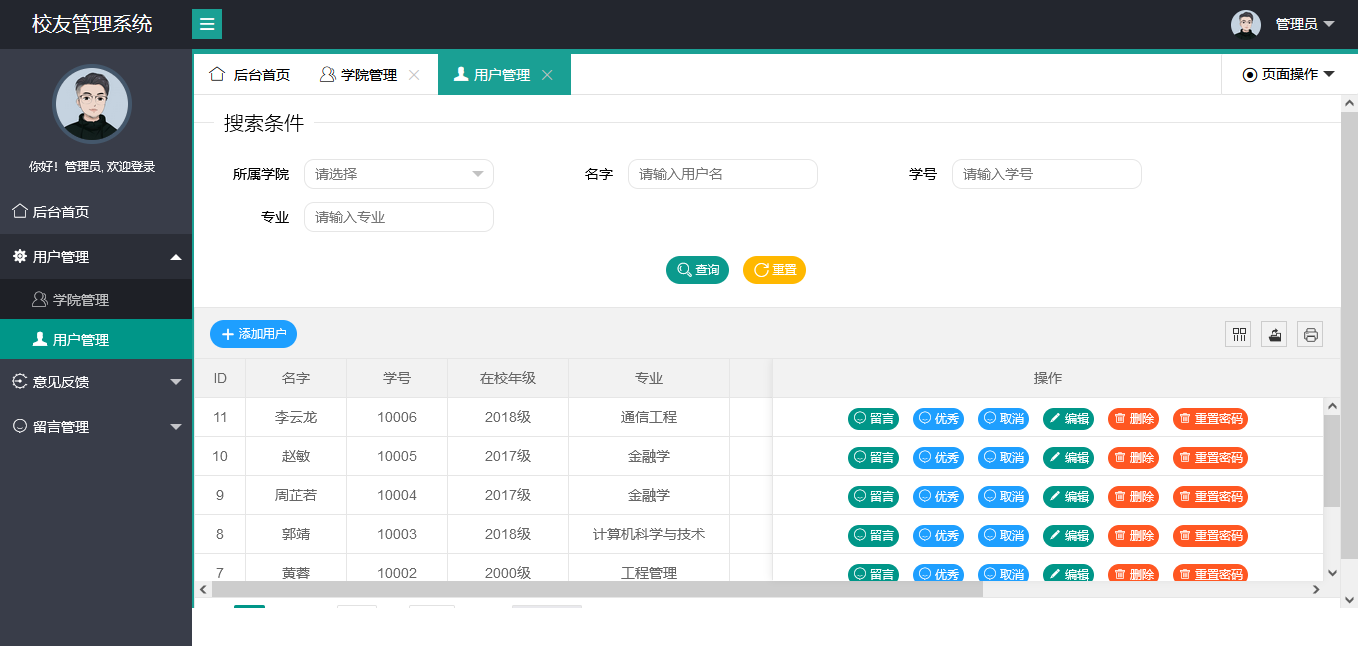 校友管理系统
管理员
你好！管理员, 欢迎登录
后台首页
用户管理
学院管理
用户管理
意见反馈
留言管理
后台首页 学院管理 用户管理 页面操作
搜索条件
所属学院 请选择 名字 请输入用户名 学号 请输入学号
专业 请输入专业
查询 重置
添加用户
ID 名字 学号 在校年级 专业 操作
11 李云龙 10006 2018级 通信工程 留言 优秀 取消 编辑 删除 重置密码
10 赵敏 10005 2017级 金融学 留言 优秀 取消 编辑 删除 重置密码
9 周芷若 10004 2017级 金融学 留言 优秀 取消 编辑 删除 重置密码
8 郭靖 10003 2018级 计算机科学与技术 留言 优秀 取消 编辑 删除 重置密码
7 黄蓉 10002 2000级 工程管理 留言 优秀 取消 编辑 删除 重置密码